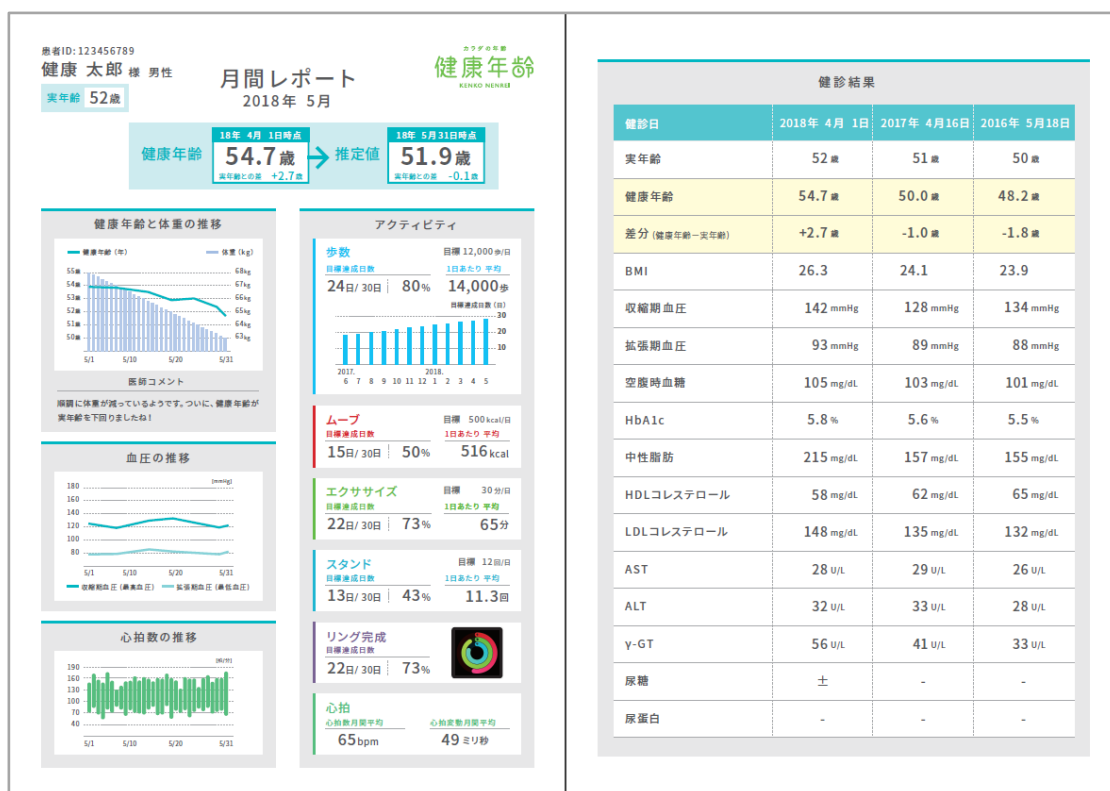 患者ID:123456789
健康 太郎 様 男性
実年齢 52歳
月間レポート
2018年 5月
カラダの年齢
健康年齢
KENKO NENREI
健康年齢
18年 4月 1日時点
54.7歳
実年齢との差 +2.7歳
推定値
18年 5月31日時点
51.9歳
実年齢との差 -0.1歳
健康年齢と体重の推移
健康年齢(年) 体重(kg)
55歳 68kg
54歳 67kg
53歳 66kg
52歳 65kg
51歳 64kg
50歳 63kg
5/1 5/10 5/20 5/31
医師コメント
順調に体重が減っているようです。ついに、健康年齢が
実年齢を下回りましたね!
血圧の推移
[mmHg]
180
160
140
120
100
80
5/1 5/10 5/20 5/31
収縮期血圧(最高血圧) 拡張期血圧(最低血圧)
心拍数の推移
[拍/分]
190
160
130
100
70
40
5/1 5/10 5/20 5/31
アクティビティ
歩数 目標 12,000歩/日
目標達成日数 1日あたり 平均
24日/30日 80% 14,000歩
目標達成日数(日)
30
20
10
2017. 2018.
6 7 8 9 10 11 12 1 2 3 4 5
ムーブ 目標 500kcal/日
目標達成日数 1日あたり 平均
15日/30日 50% 516kcal
エクササイズ 目標 30分/日
目標達成日数 1日あたり 平均
22日/30日 73% 65分
スタンド 目標 12回/日
目標達成日数 1日あたり 平均
13日/30日 43% 11.3回
リング完成
目標達成日数
22日/30日 73%
心拍
心拍数月間平均 心拍変動月間平均
65bpm 49ミリ秒
健診結果
健診日 2018年 4月 1日 2017年 4月16日 2016年 5月18日
実年齢 52歳 51歳 50歳
健康年齢 54.7歳 50.0歳 48.2歳
差分(健康年齢ー実年齢) +2.7歳 -1.0歳 -1.8歳
BMI 26.3 24.1 23.9
収縮期血圧 142mmHg 128mmHg 134mmHg
拡張期血圧 93mmHg 89mmHg 88mmHg
空腹時血糖 105mg/dL 103mg/dL 101mg/dL
HbA1c 5.8% 5.6% 5.5%
中性脂肪 215mg/dL 157mg/dL 155mg/dL
HDLコレステロール 58mg/dL 62mg/dL 65mg/dL
LDLコレステロール 148mg/dL 135mg/dL 132mg/dL
AST 28U/L 29U/L 26U/L
ALT 32U/L 33U/L 28U/L
γ-GT 56U/L 41U/L 33U/L
尿糖 ± - -
尿蛋白 - - -